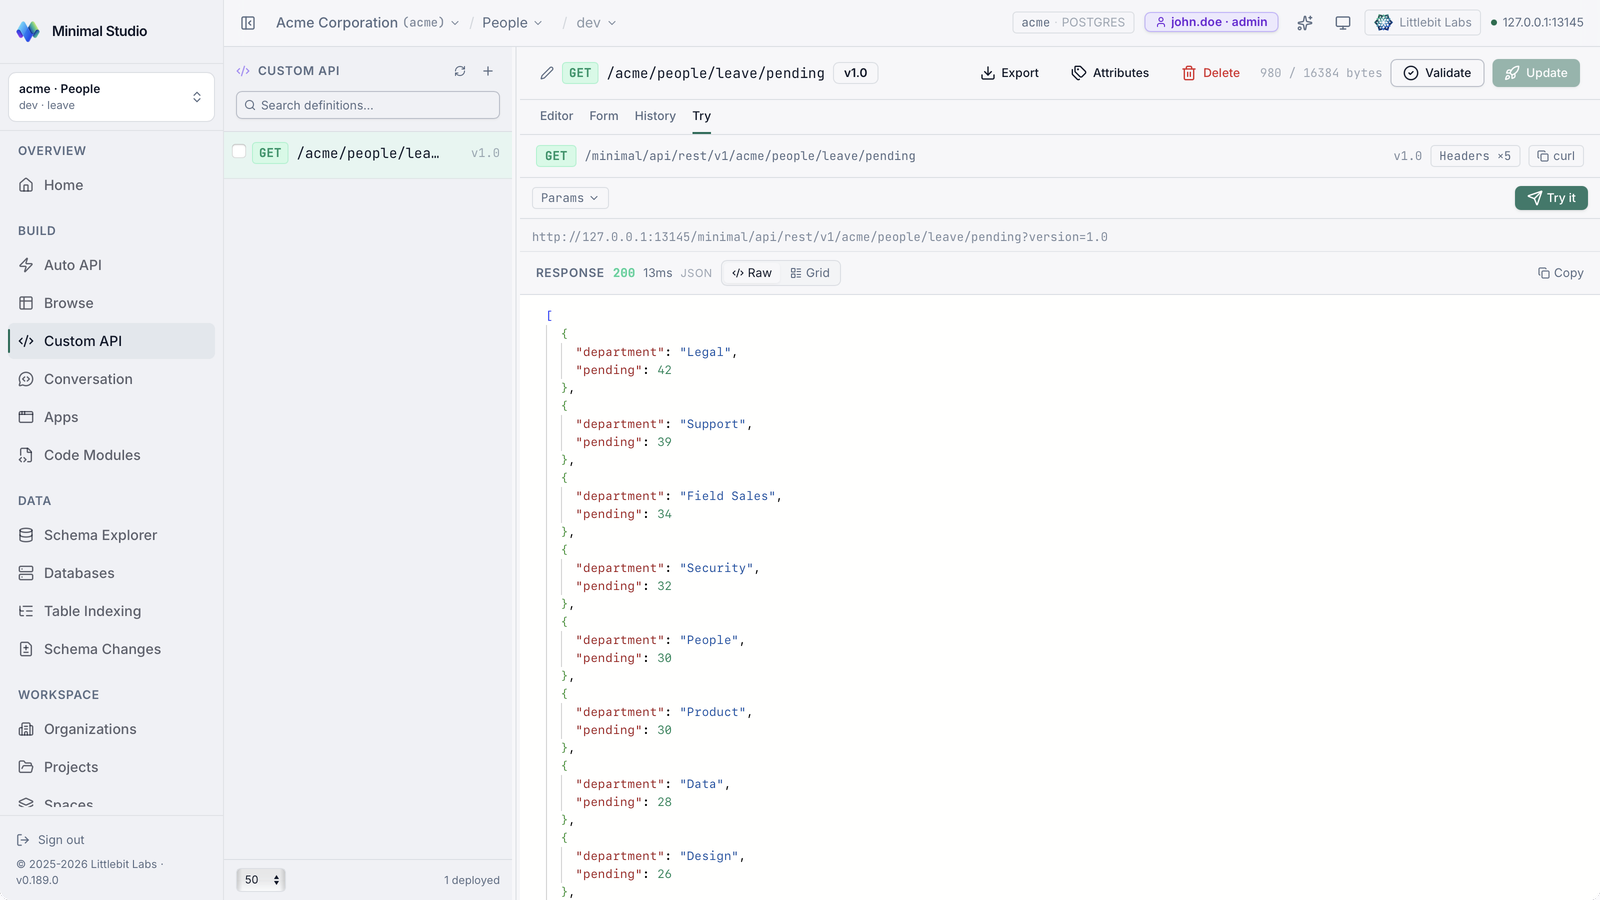 Minimal Studio
acme · People
dev · leave
OVERVIEW
Home
BUILD
Auto API
Browse
Custom API
Conversation
Apps
Code Modules
DATA
Schema Explorer
Databases
Table Indexing
Schema Changes
WORKSPACE
Organizations
Projects
Spaces
Sign out
© 2025-2026 Littlebit Labs ·
v0.189.0
Acme Corporation (acme) / People / dev
acme · POSTGRES
john.doe · admin
Littlebit Labs
127.0.0.1:13145
CUSTOM API
Search definitions...
GET /acme/people/lea… v1.0
50
1 deployed
GET /acme/people/leave/pending v1.0
Export
Attributes
Delete
980 / 16384 bytes
Validate
Update
Editor Form History Try
GET /minimal/api/rest/v1/acme/people/leave/pending v1.0 Headers ×5 curl
Params
Try it
http://127.0.0.1:13145/minimal/api/rest/v1/acme/people/leave/pending?version=1.0
RESPONSE 200 13ms JSON Raw Grid Copy
[
{
"department": "Legal",
"pending": 42
},
{
"department": "Support",
"pending": 39
},
{
"department": "Field Sales",
"pending": 34
},
{
"department": "Security",
"pending": 32
},
{
"department": "People",
"pending": 30
},
{
"department": "Product",
"pending": 30
},
{
"department": "Data",
"pending": 28
},
{
"department": "Design",
"pending": 26
},